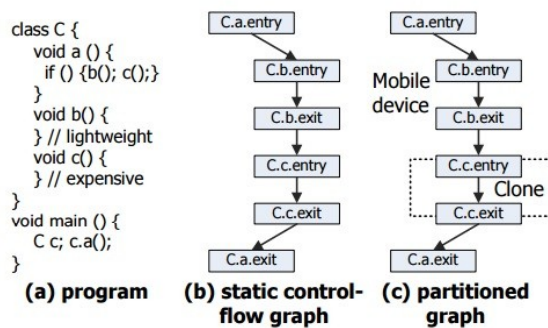 class C {
void a () {
if () {b(); c();}
}
void b() {
} // lightweight
void c() {
} // expensive
}
void main () {
C c; c.a();
}
(a) program
C.a.entry
C.b.entry
C.b.exit
C.c.entry
C.c.exit
C.a.exit
(b) static control-
flow graph
C.a.entry
C.b.entry
Mobile
device
C.b.exit
C.c.entry
Clone
C.c.exit
C.a.exit
(c) partitioned
graph